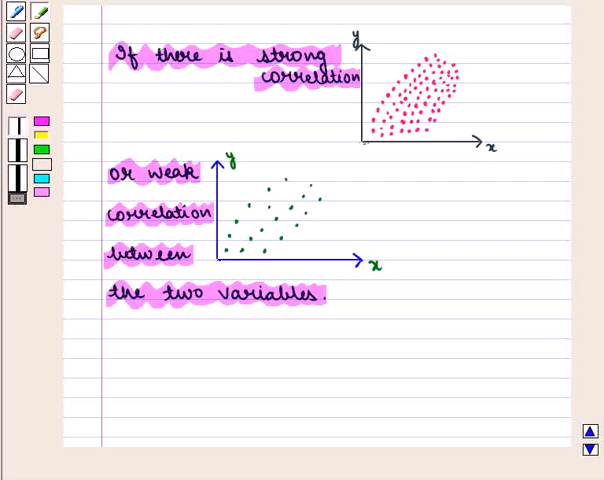 If there is strong
correlation
y
x
or weak
y
correlation
between
x
the two variables.